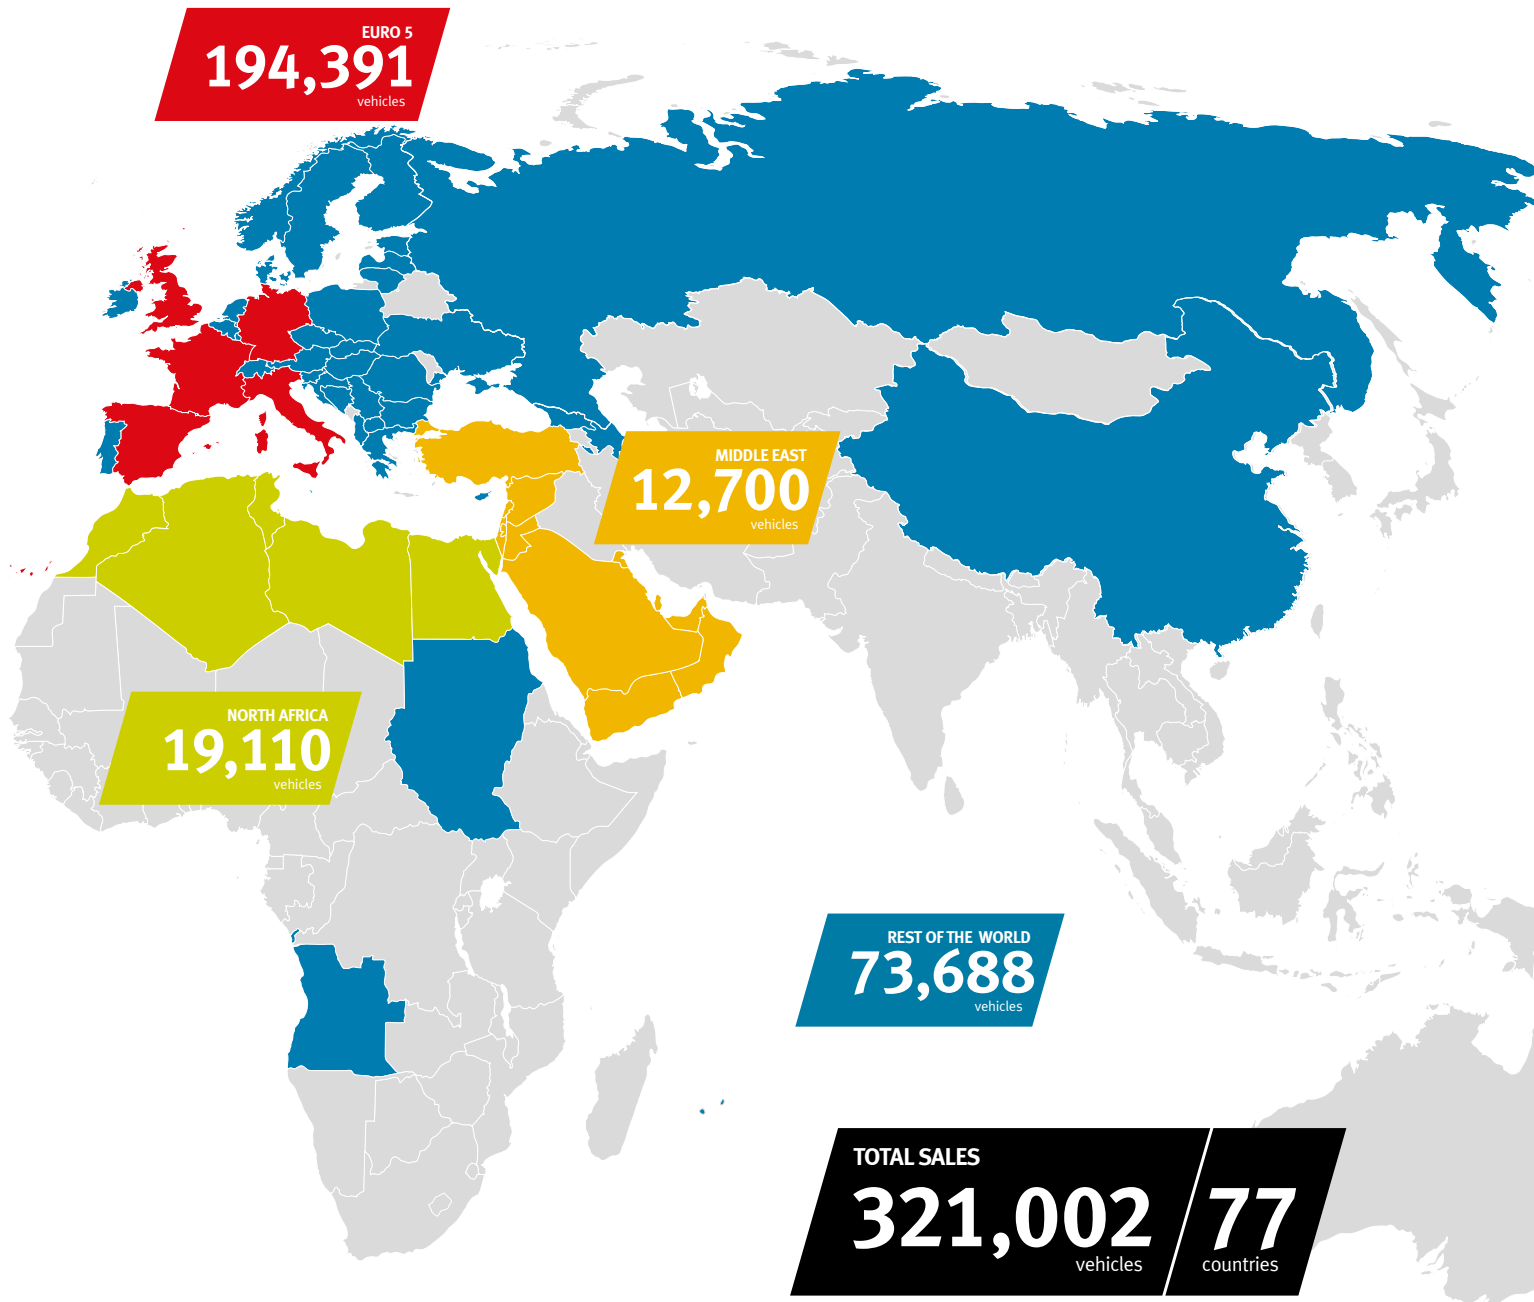 EURO 5
194,391
vehicles
MIDDLE EAST
12,700
vehicles
NORTH AFRICA
19,110
vehicles
REST OF THE WORLD
73,688
vehicles
TOTAL SALES
321,002
vehicles
77
countries